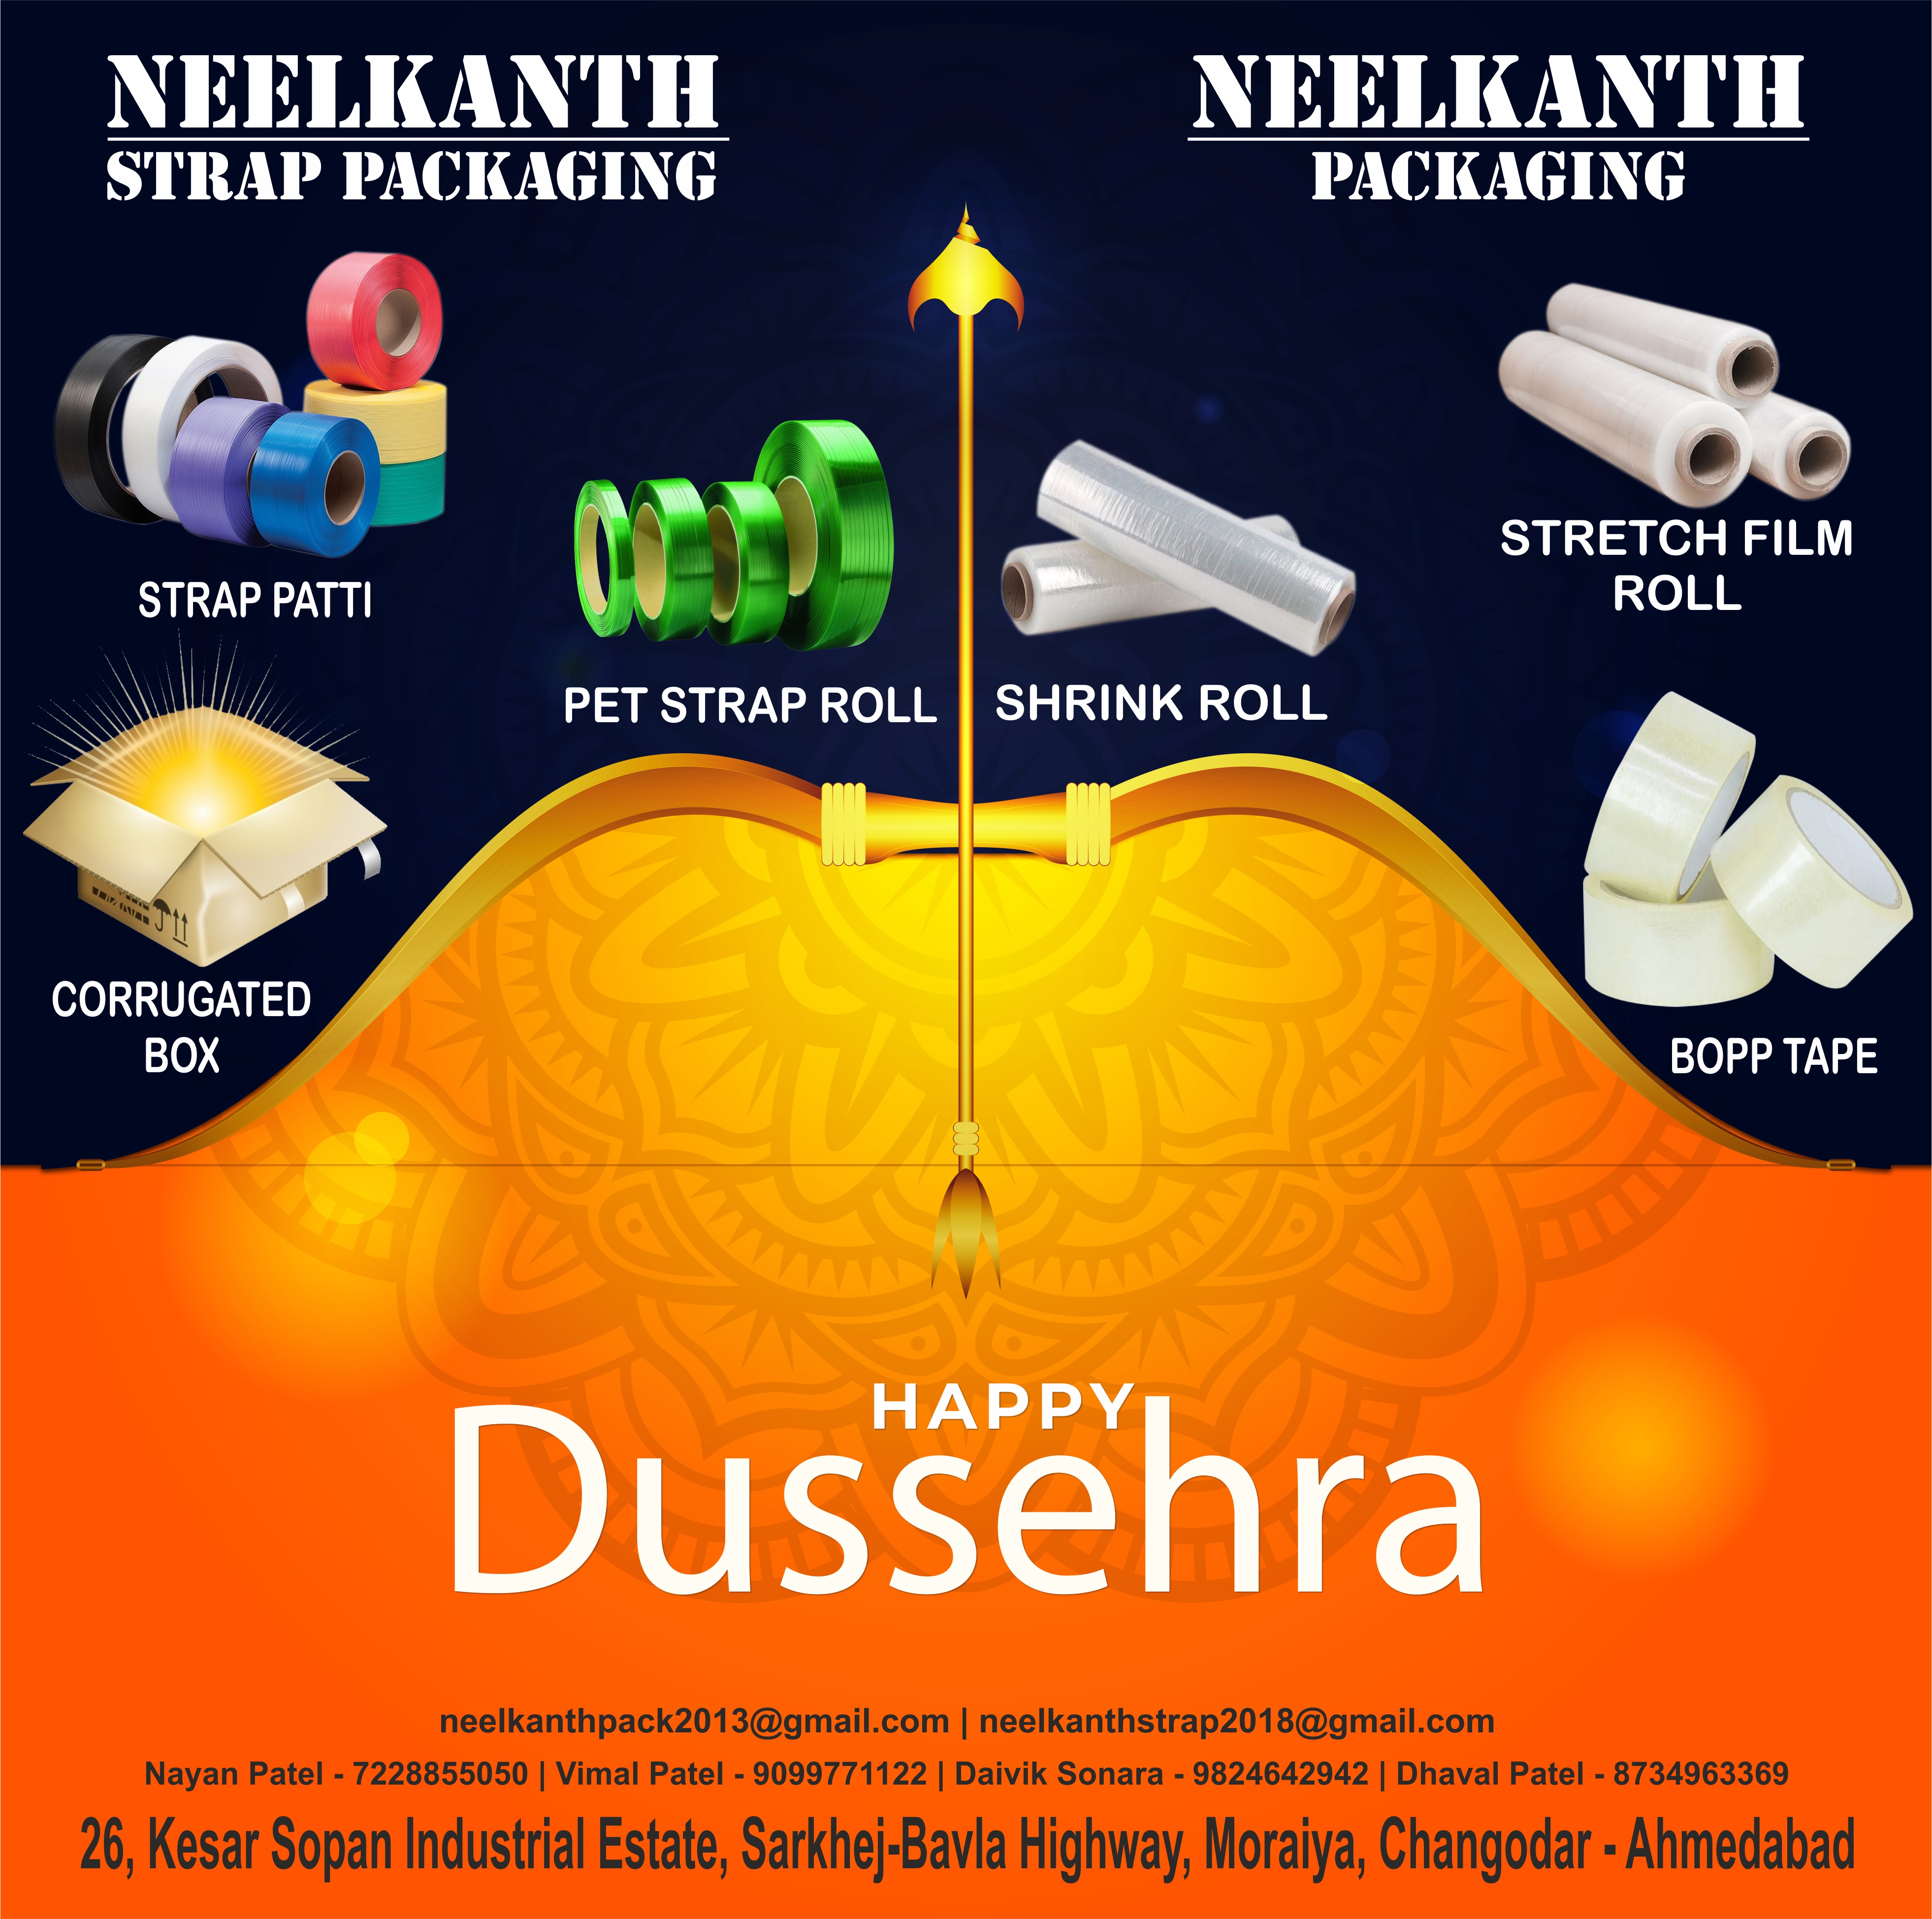 NEELKANTH
STRAP PACKAGING
NEELKANTH
PACKAGING
STRAP PATTI
PET STRAP ROLL
SHRINK ROLL
STRETCH FILM
ROLL
CORRUGATED
BOX
BOPP TAPE
HAPPY
Dussehra
neelkanthpack2013@gmail.com | neelkanthstrap2018@gmail.com
Nayan Patel - 7228855050 | Vimal Patel - 9099771122 | Daivik Sonara - 9824642942 | Dhaval Patel - 8734963369
26, Kesar Sopan Industrial Estate, Sarkhej-Bavla Highway, Moraiya, Changodar - Ahmedabad